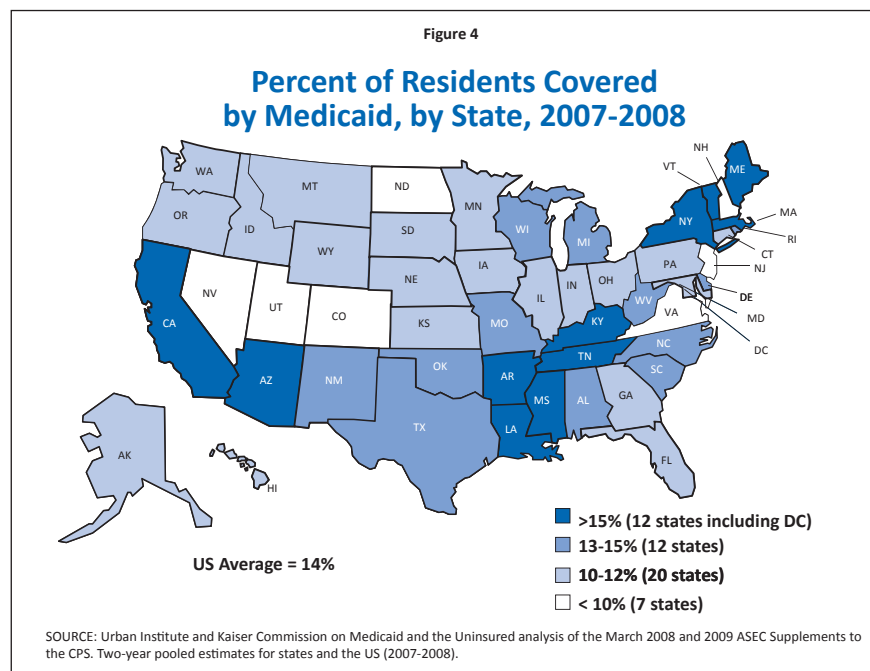 Figure 4
Percent of Residents Covered
by Medicaid, by State, 2007-2008
NH
VT
ME
WA
MT
ND
MN
OR
ID
SD
WI
MI
NY
MA
RI
CT
WY
IA
PA
NJ
NE
OH
DE
NV
UT
CO
IL
IN
WV
VA
MD
CA
KS
MO
KY
DC
NC
TN
AZ
NM
OK
AR
SC
MS
AL
GA
TX
LA
AK
FL
HI
>15% (12 states including DC)
13-15% (12 states)
10-12% (20 states)
< 10% (7 states)
US Average = 14%
SOURCE: Urban Institute and Kaiser Commission on Medicaid and the Uninsured analysis of the March 2008 and 2009 ASEC Supplements to
the CPS. Two-year pooled estimates for states and the US (2007-2008).